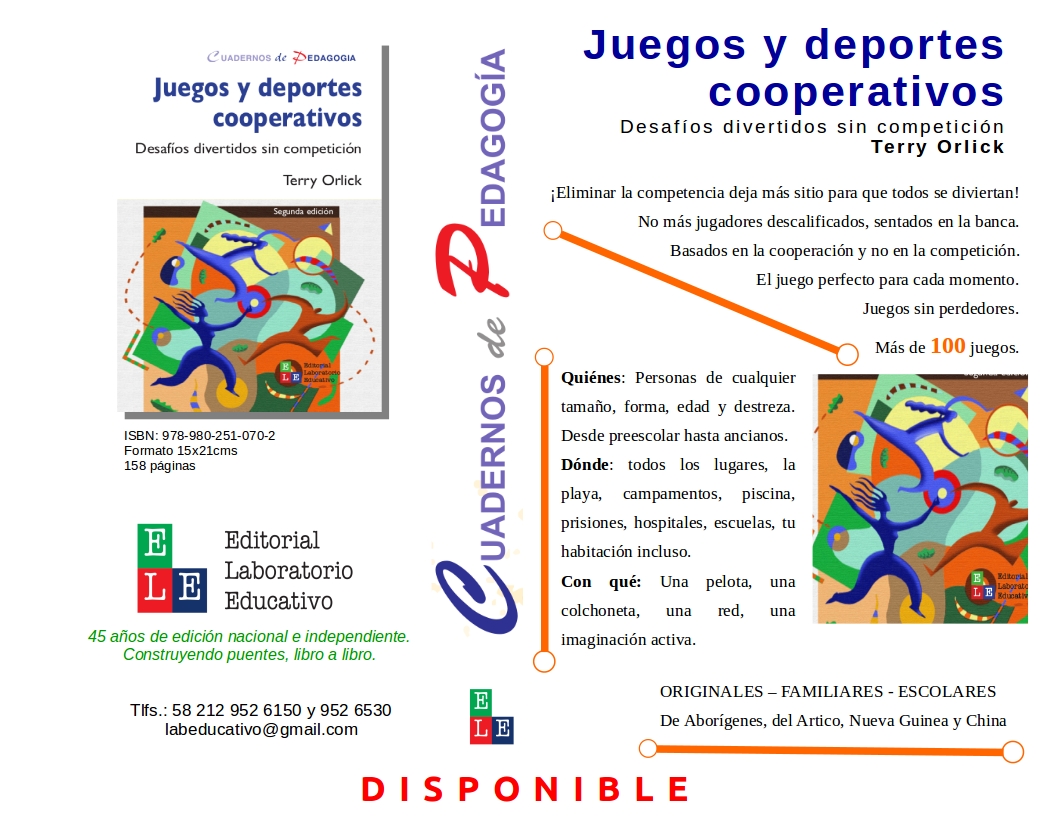 CUADERNOS de PEDAGOGIA
Juegos y deportes
cooperativos
Desafíos divertidos sin competición
Terry Orlick
Segunda edición
E
L E
Editorial
Laboratorio
Educativo
ISBN: 978-980-251-070-2
Formato 15x21cms
158 páginas
E
L E
Editorial
Laboratorio
Educativo
45 años de edición nacional e independiente.
Construyendo puentes, libro a libro.
Tlfs.: 58 212 952 6150 y 952 6530
labeducativo@gmail.com
CUADERNOS de PEDAGOGÍA
E
L E
Juegos y deportes
cooperativos
Desafíos divertidos sin competición
Terry Orlick
¡Eliminar la competencia deja más sitio para que todos se diviertan!
No más jugadores descalificados, sentados en la banca.
Basados en la cooperación y no en la competición.
El juego perfecto para cada momento.
Juegos sin perdedores.
Más de 100 juegos.
Quiénes: Personas de cualquier
tamaño, forma, edad y destreza.
Desde preescolar hasta ancianos.
Dónde: todos los lugares, la
playa, campamentos, piscina,
prisiones, hospitales, escuelas, tu
habitación incluso.
Con qué: Una pelota, una
colchoneta, una red, una
imaginación activa.
E
L E
Editorial
Laborato
Educativo
ORIGINALES – FAMILIARES - ESCOLARES
De Aborígenes, del Artico, Nueva Guinea y China
DISPONIBLE